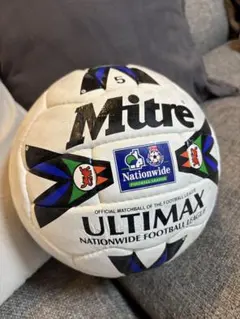 5
Mitre
Nationwide
FOOTBALL LEAGUE
OFFICIAL MATCHBALL OF THE FOOTBALL LEAGUE
ULTIMAX
NATIONWIDE FOOTBALL LEAGUE